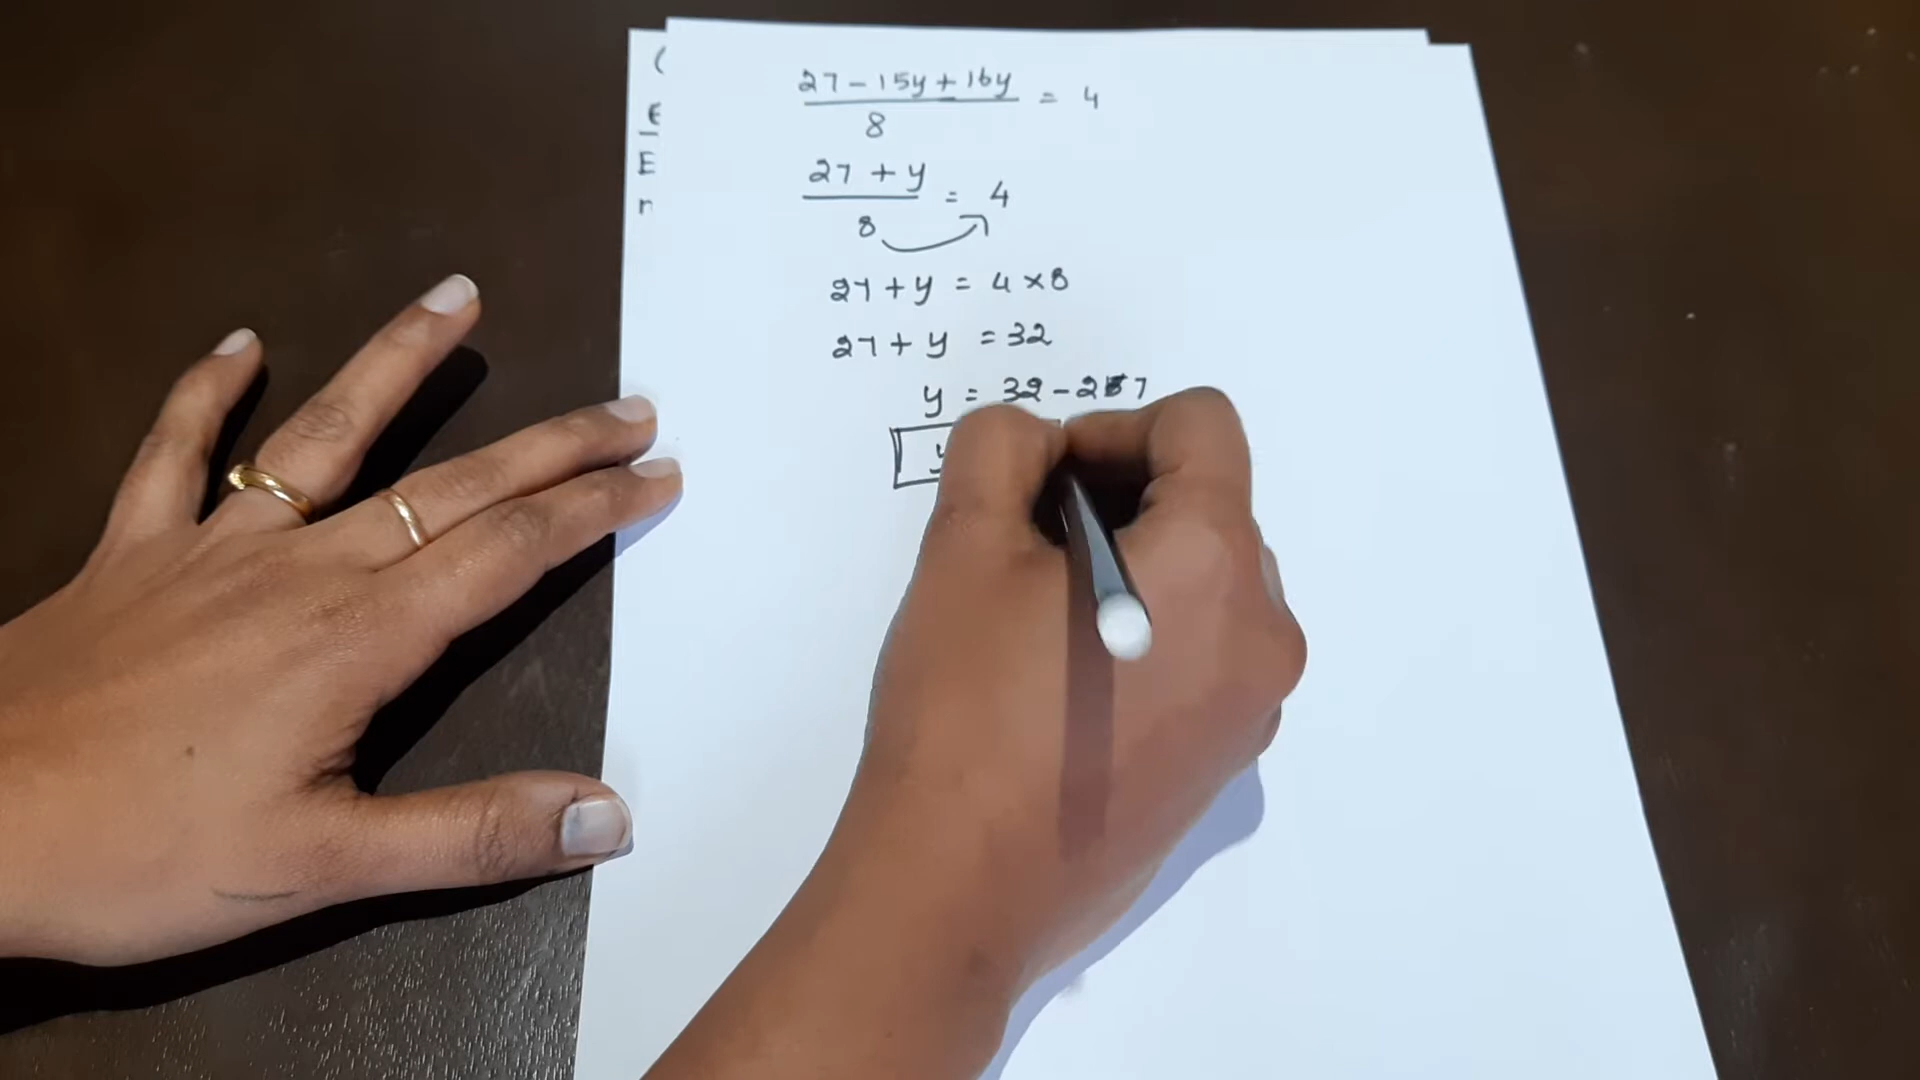 27 - 15y + 16y
= 4
8
27 + y
= 4
8
27 + y = 4 × 8
27 + y = 32
y = 32 - 27
y
(
E
E
n